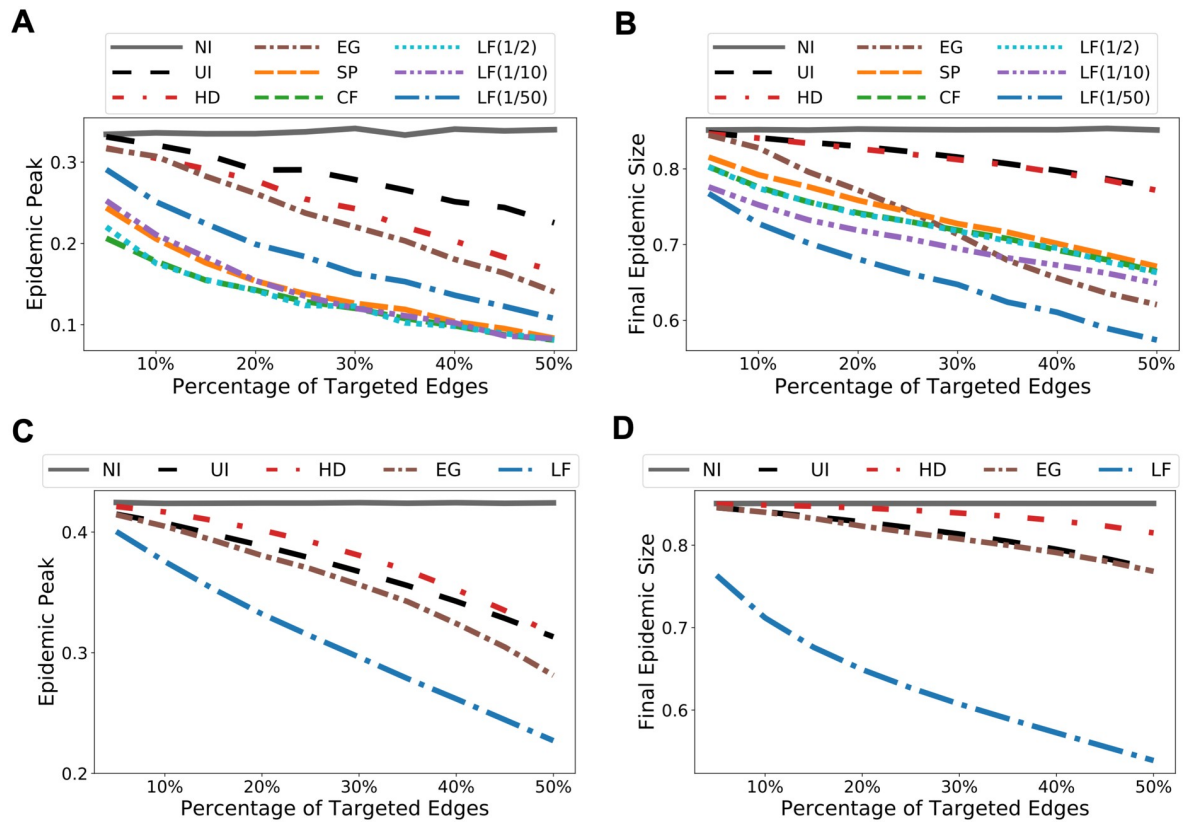 A
NI EG LF(1/2)
UI SP LF(1/10)
HD CF LF(1/50)
Epidemic Peak
0.3
0.2
0.1
10% 20% 30% 40% 50%
Percentage of Targeted Edges
B
NI EG LF(1/2)
UI SP LF(1/10)
HD CF LF(1/50)
Final Epidemic Size
0.8
0.7
0.6
10% 20% 30% 40% 50%
Percentage of Targeted Edges
C
NI UI HD EG LF
Epidemic Peak
0.4
0.3
0.2
10% 20% 30% 40% 50%
Percentage of Targeted Edges
D
NI UI HD EG LF
Final Epidemic Size
0.8
0.7
0.6
10% 20% 30% 40% 50%
Percentage of Targeted Edges